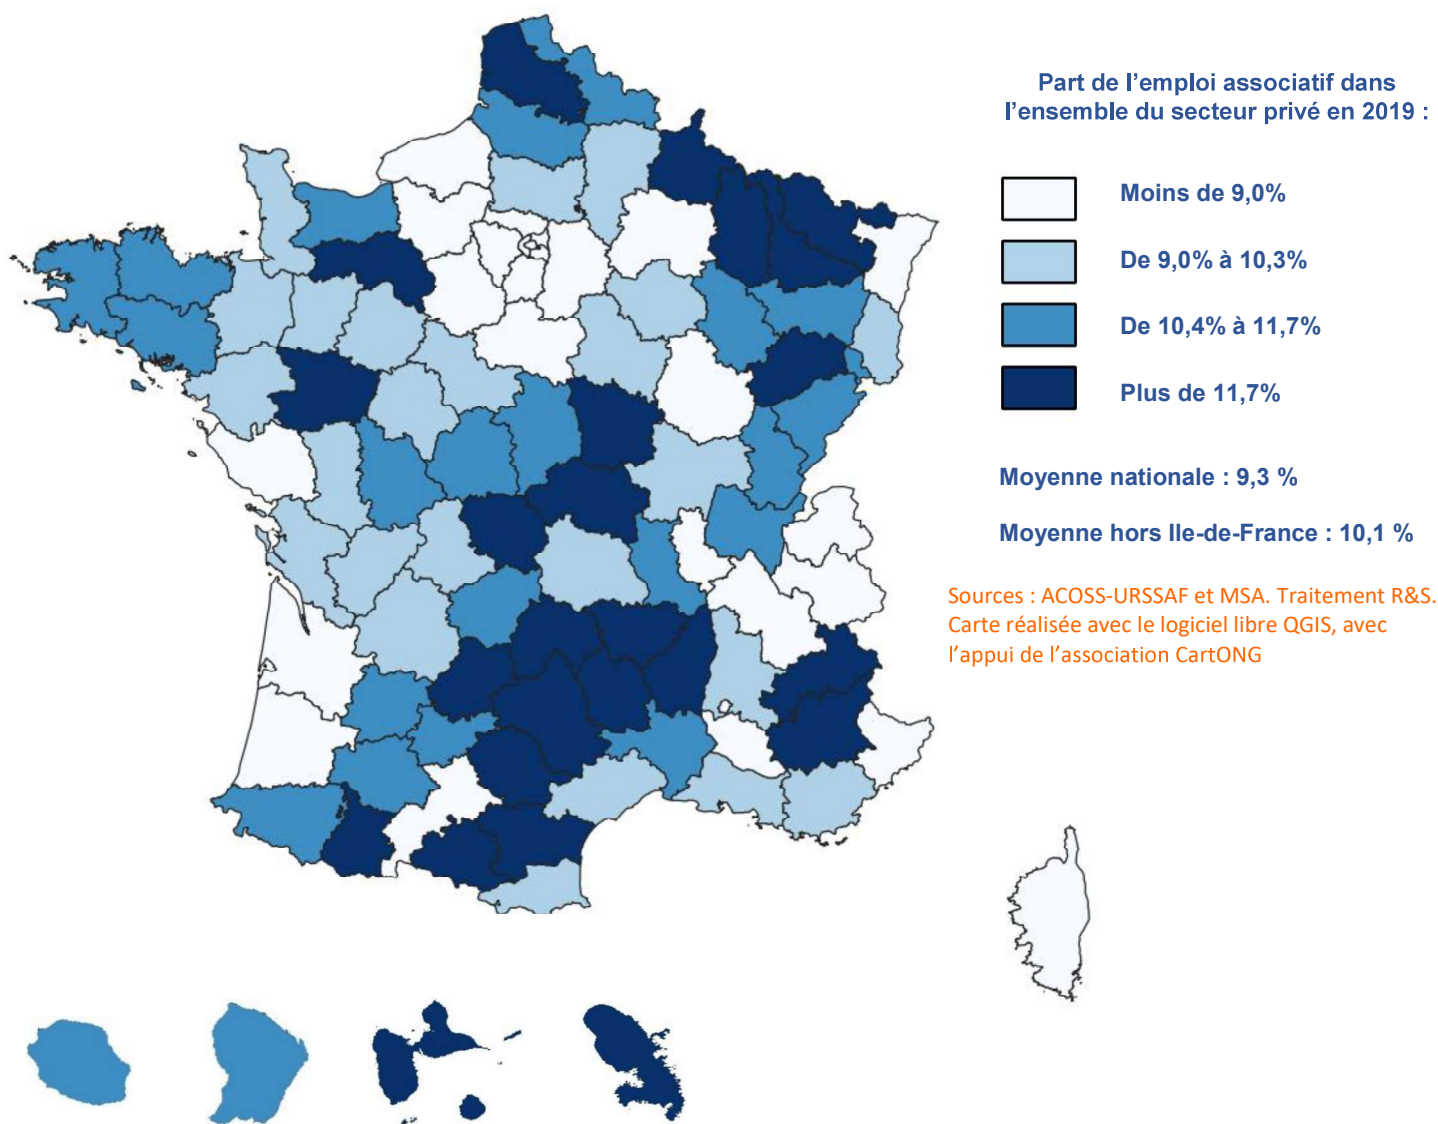 Part de l'emploi associatif dans
l'ensemble du secteur privé en 2019 :
Moins de 9,0%
De 9,0% à 10,3%
De 10,4% à 11,7%
Plus de 11,7%
Moyenne nationale : 9,3 %
Moyenne hors Ile-de-France : 10,1 %
Sources : ACOSS-URSSAF et MSA. Traitement R&S.
Carte réalisée avec le logiciel libre QGIS, avec
l'appui de l'association CartONG